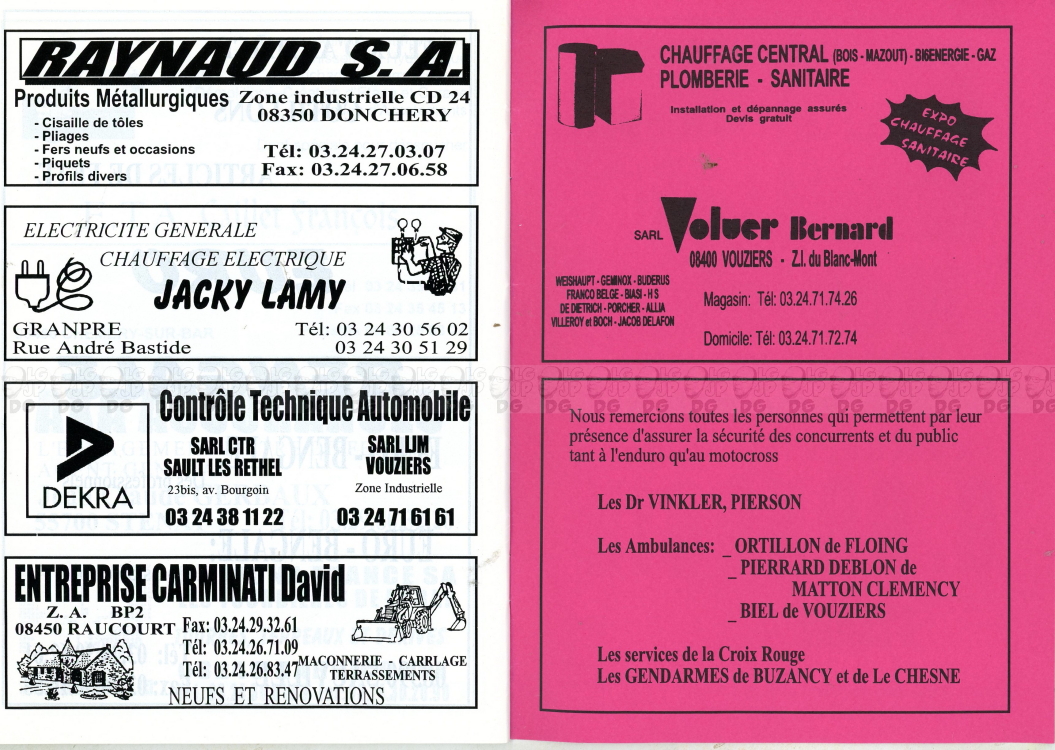 RAYNAUD S. A.
Produits Métallurgiques
- Cisaille de tôles
- Pliages
- Fers neufs et occasions
- Piquets
- Profils divers
Zone industrielle CD 24
08350 DONCHERY
Tél: 03.24.27.03.07
Fax: 03.24.27.06.58
ELECTRICITE GENERALE
CHAUFFAGE ELECTRIQUE
JACKY LAMY
GRANPRE
Rue André Bastide
Tél: 03 24 30 56 02
03 24 30 51 29
DEKRA
Contrôle Technique Automobile
SARL CTR
SAULT LES RETHEL
23bis, av. Bourgoin
03 24 38 11 22
SARL LJM
VOUZIERS
Zone Industrielle
03 24 71 61 61
ENTREPRISE CARMINATI David
Z. A. BP2
08450 RAUCOURT
Fax: 03.24.29.32.61
Tél: 03.24.26.71.09
Tél: 03.24.26.83.47
MACONNERIE - CARRLAGE
TERRASSEMENTS
NEUFS ET RENOVATIONS
CHAUFFAGE CENTRAL (BOIS - MAZOUT) - BI6ENERGIE - GAZ
PLOMBERIE - SANITAIRE
Installation et dépannage assurés
Devis gratuit
EXPO
CHAUFFAGE
SANITAIRE
SARL Voluer Bernard
08400 VOUZIERS - Z.I. du Blanc-Mont
WEISHAUPT - GEMINOX - BUDERUS
FRANCO BELGE - BIASI - H S
DE DIETRICH - PORCHER - ALLIA
VILLEROY et BOCH - JACOB DELAFON
Magasin: Tél: 03.24.71.74.26
Domicile: Tél: 03.24.71.72.74
Nous remercions toutes les personnes qui permettent par leur
présence d'assurer la sécurité des concurrents et du public
tant à l'enduro qu'au motocross
Les Dr VINKLER, PIERSON
Les Ambulances: _ ORTILLON de FLOING
_ PIERRARD DEBLON de
MATTON CLEMENCY
_ BIEL de VOUZIERS
Les services de la Croix Rouge
Les GENDARMES de BUZANCY et de Le CHESNE